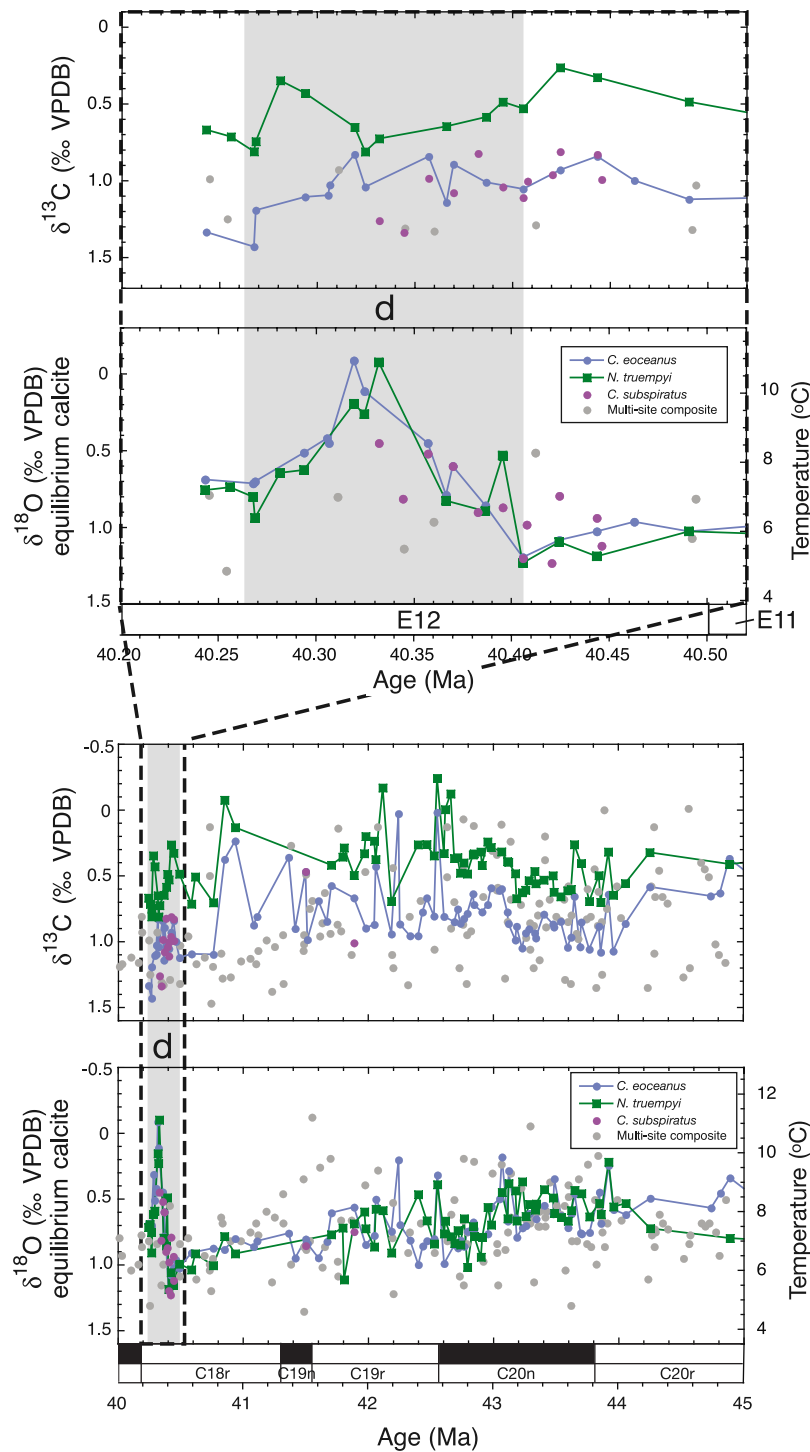 0
0.5
1.0
1.5
δ13C (‰ VPDB)
d
0
0.5
1.0
1.5
δ18O (‰ VPDB)
equilibrium calcite
C. eoceanus
N. truempyi
C. subspiratus
Multi-site composite
10
8
6
4
Temperature (oC)
E12
E11
40.20 40.30 40.35 40.40 40.45 40.50
Age (Ma)
-0.5
0
0.5
1.0
1.5
δ13C (‰ VPDB)
d
-0.5
0
0.5
1.0
1.5
δ18O (‰ VPDB)
equilibrium calcite
C. eoceanus
N. truempyi
C. subspiratus
Multi-site composite
12
10
8
6
4
Temperature (oC)
C18r C19n C19r C20n C20r
40 41 42 43 44 45
Age (Ma)